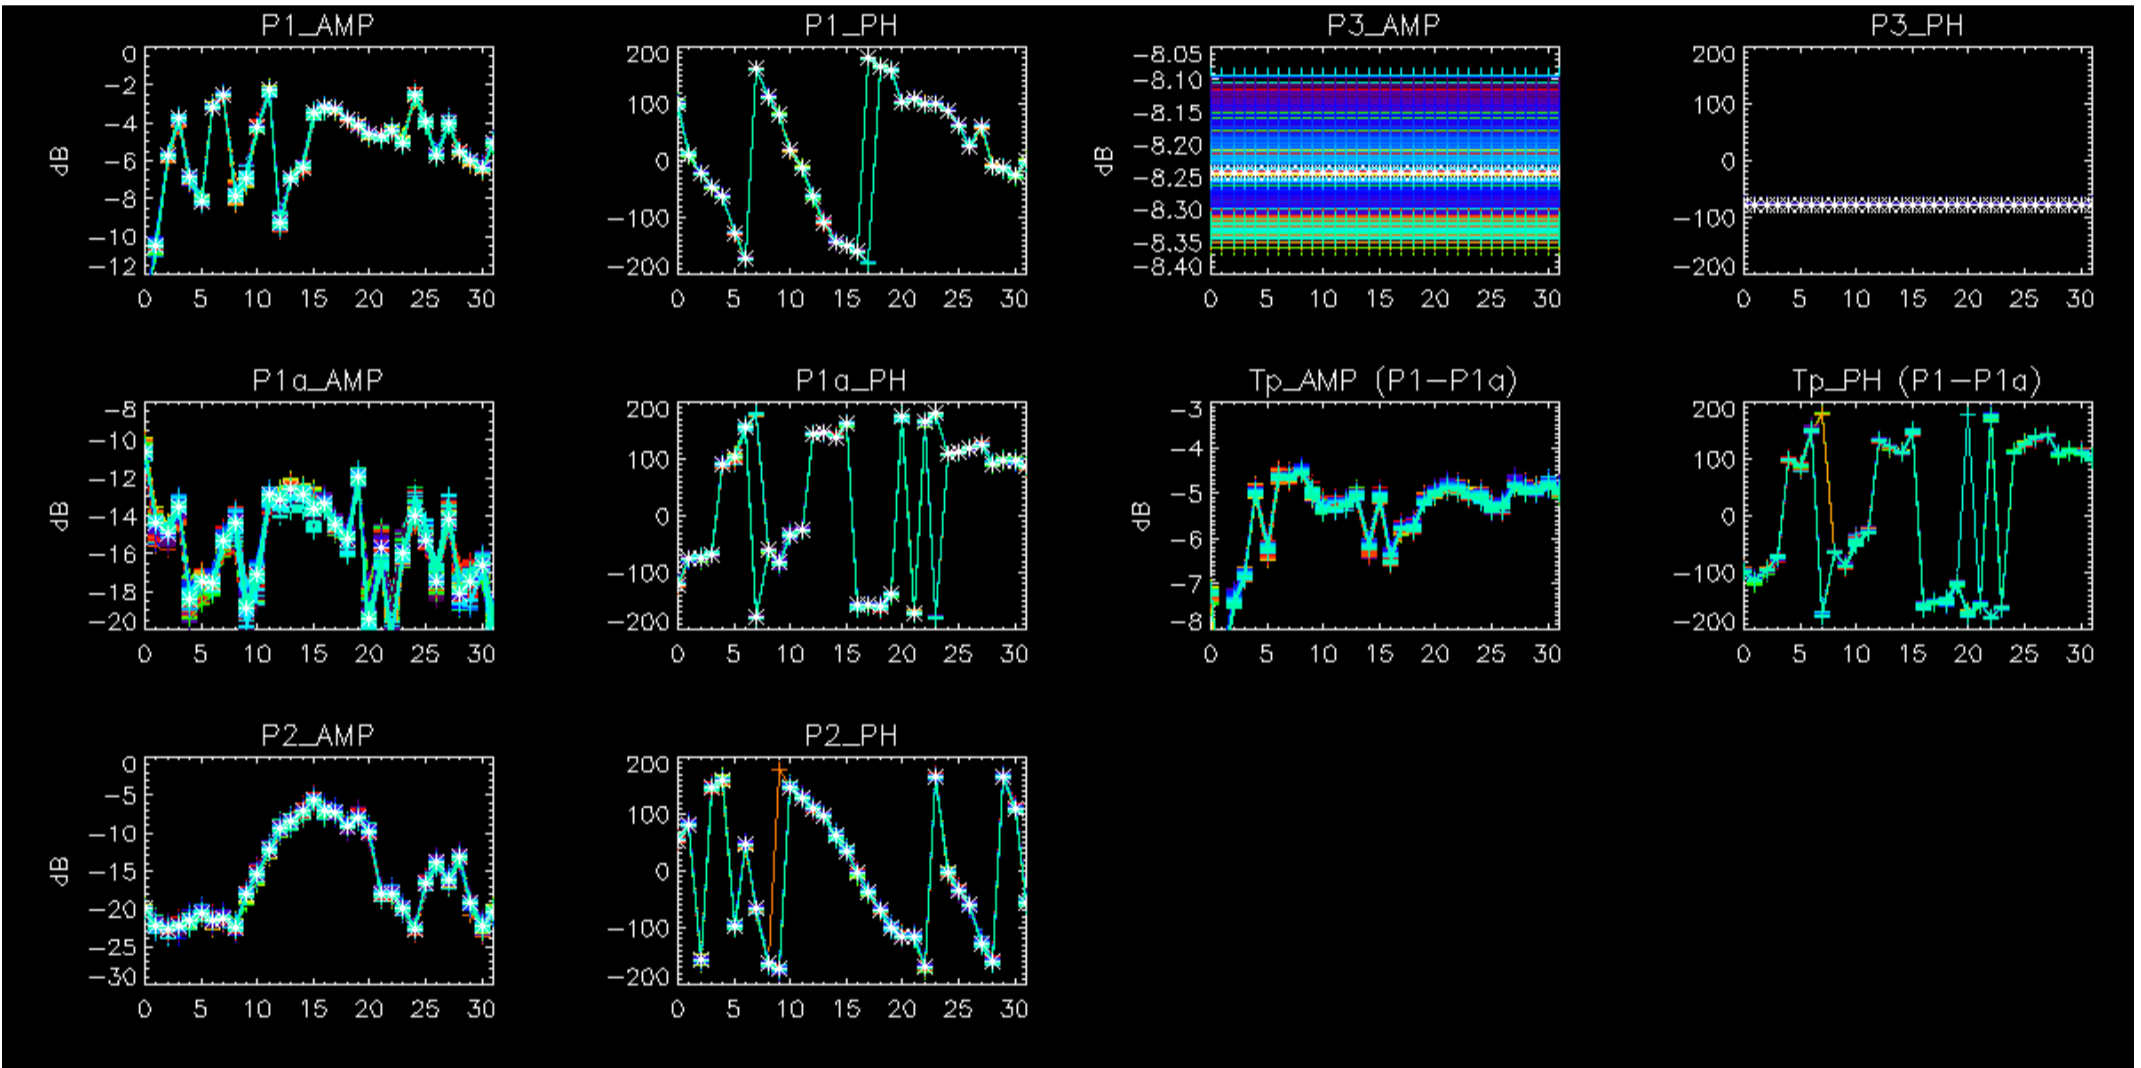 P1_AMP
P1_PH
P3_AMP
P3_PH
0
-2
-4
-6
-8
-10
-12
dB
0 5 10 15 20 25 30
200
100
0
-100
-200
0 5 10 15 20 25 30
-8.05
-8.10
-8.15
-8.20
-8.25
-8.30
-8.35
-8.40
dB
0 5 10 15 20 25 30
200
100
0
-100
-200
0 5 10 15 20 25 30
P1a_AMP
P1a_PH
Tp_AMP (P1-P1a)
Tp_PH (P1-P1a)
-8
-10
-12
-14
-16
-18
-20
dB
0 5 10 15 20 25 30
200
100
0
-100
-200
0 5 10 15 20 25 30
-3
-4
-5
-6
-7
-8
dB
0 5 10 15 20 25 30
200
100
0
-100
-200
0 5 10 15 20 25 30
P2_AMP
P2_PH
0
-5
-10
-15
-20
-25
-30
dB
0 5 10 15 20 25 30
200
100
0
-100
-200
0 5 10 15 20 25 30